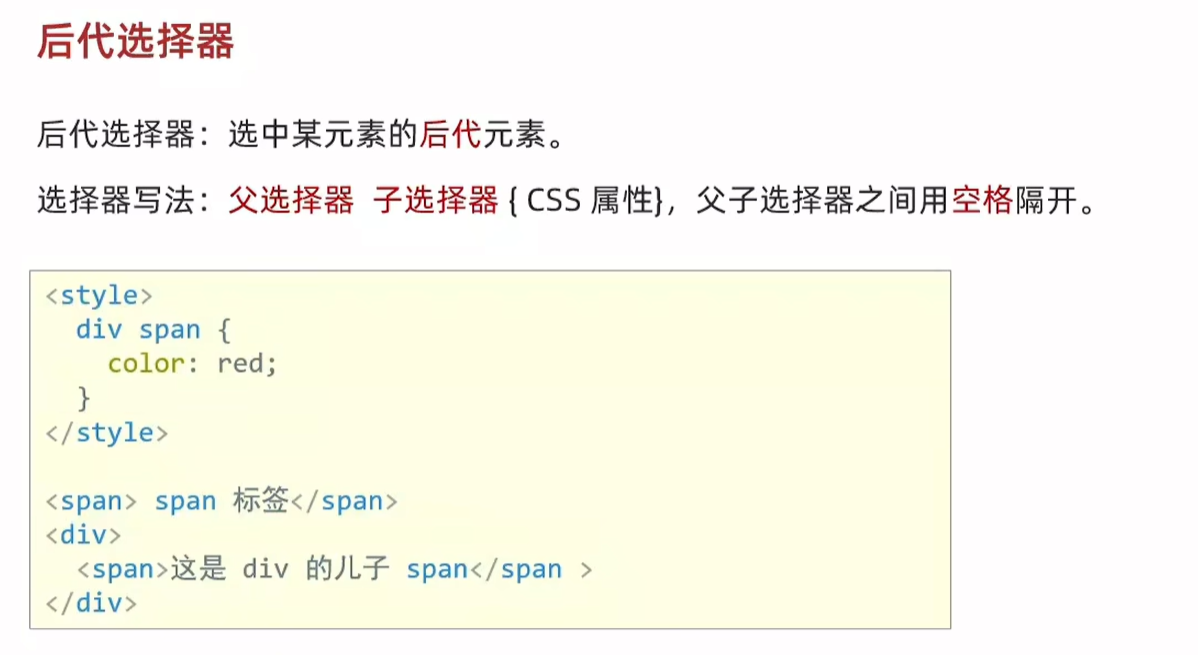 后代选择器
后代选择器：选中某元素的后代元素。
选择器写法：父选择器 子选择器 { CSS 属性}，父子选择器之间用空格隔开。
<style>
  div span {
    color: red;
  }
</style>

<span> span 标签</span>
<div>
  <span>这是 div 的儿子 span</span >
</div>